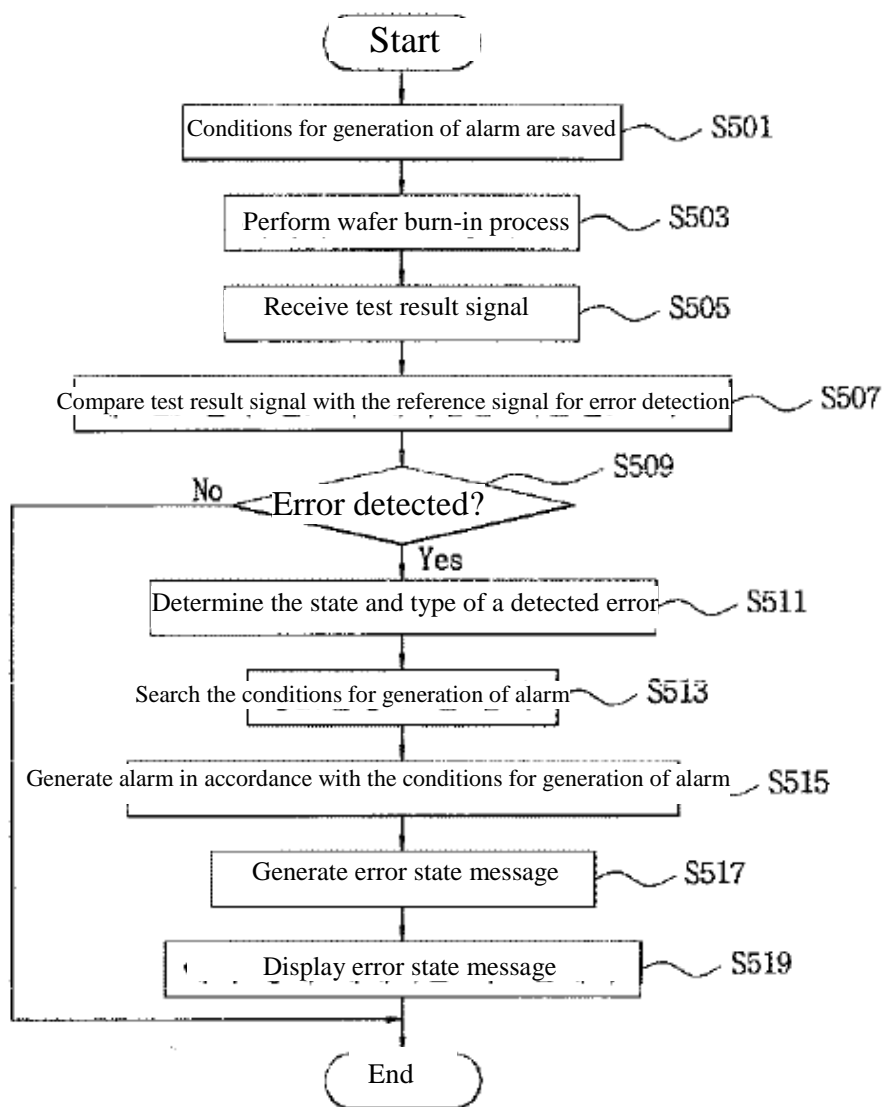 Start
Conditions for generation of alarm are saved
S501
Perform wafer burn-in process
S503
Receive test result signal
S505
Compare test result signal with the reference signal for error detection
S507
S509
No
Error detected?
Yes
Determine the state and type of a detected error
S511
Search the conditions for generation of alarm
S513
Generate alarm in accordance with the conditions for generation of alarm
S515
Generate error state message
S517
Display error state message
S519
End